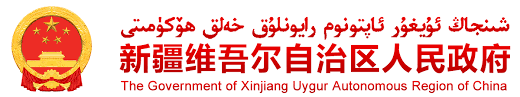 شىنجاڭ ئۇيغۇر ئاپتونوم رايونلۇق خەلق ھۆكۈمىتى
新疆维吾尔自治区人民政府
The Government of Xinjiang Uygur Autonomous Region of China